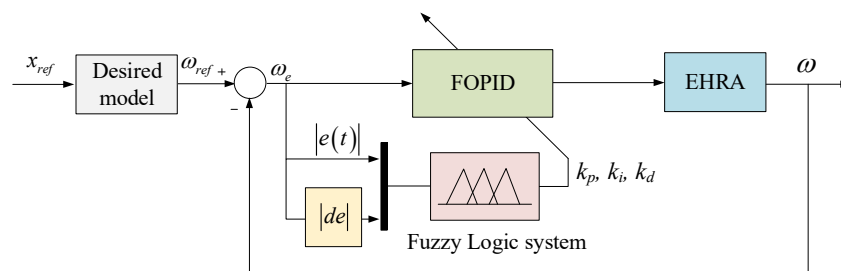 x_ref
Desired
model
ω_ref +
-
ω_e
FOPID
EHRA
ω
|e(t)|
|de|
k_p, k_i, k_d
Fuzzy Logic system